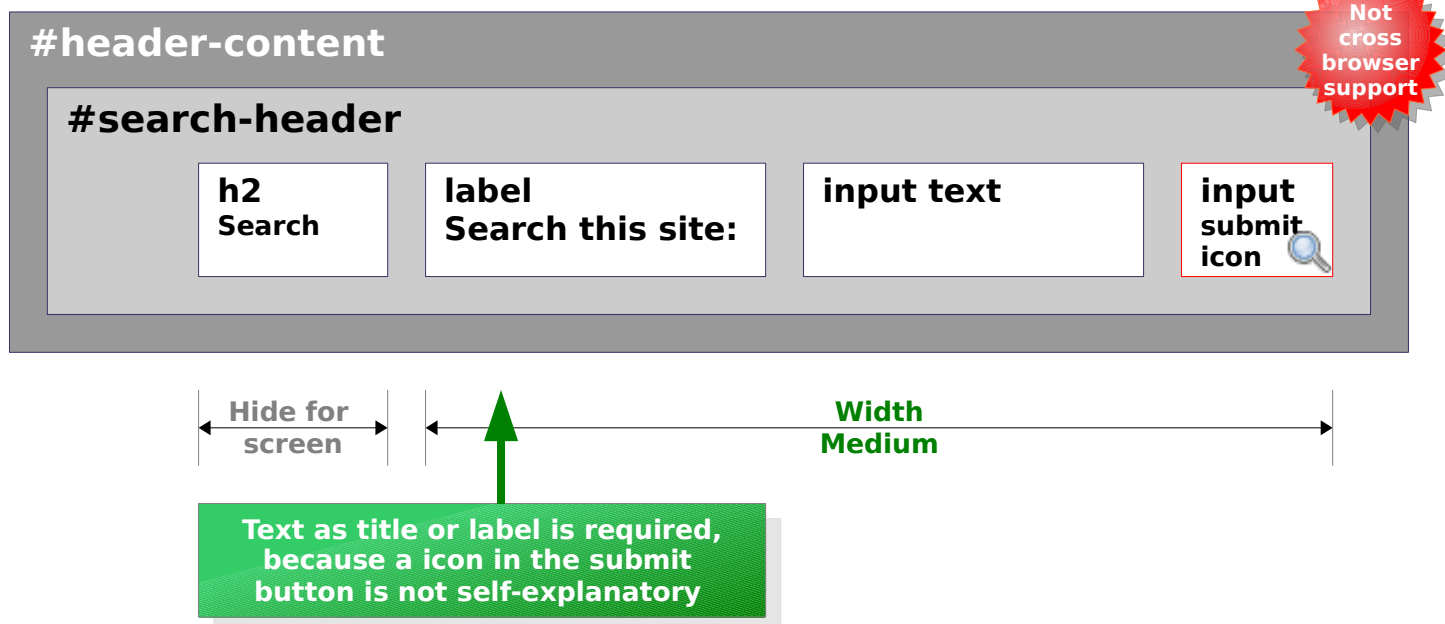 Not
cross
browser
support
#header-content
#search-header
h2
Search
label
Search this site:
input text
input
submit
icon
Hide for
screen
Width
Medium
Text as title or label is required,
because a icon in the submit
button is not self-explanatory